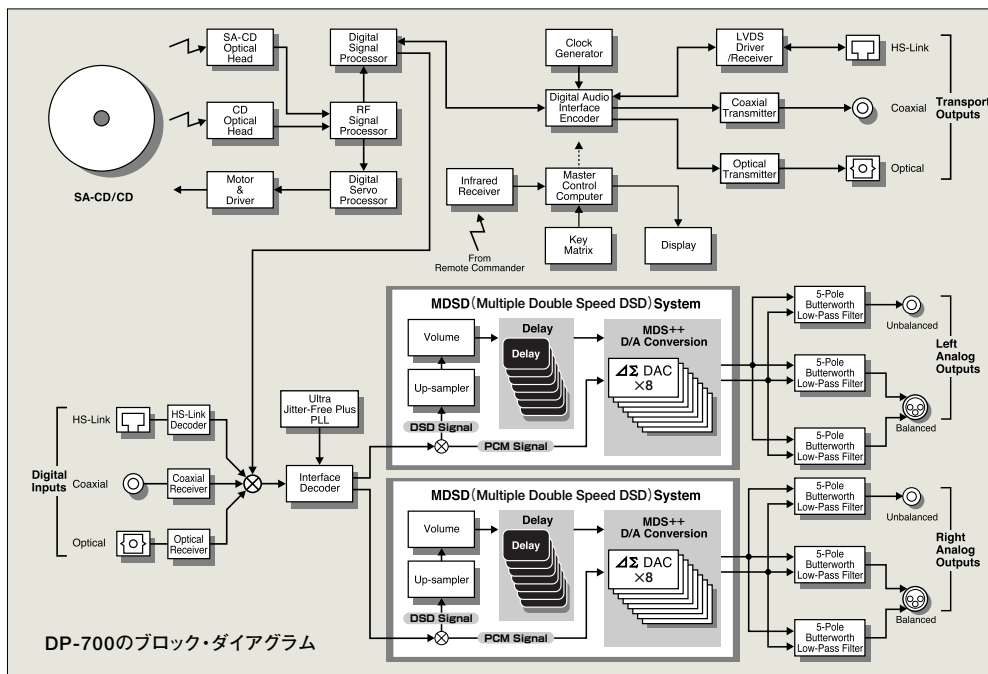 SA-CD
Optical
Head
Digital
Signal
Processor
Clock
Generator
LVDS
Driver
/Receiver
HS-Link
CD
Optical
Head
RF
Signal
Processor
Digital Audio
Interface
Encoder
Coaxial
Transmitter
Coaxial
Transport
Outputs
Motor
&
Driver
Digital
Servo
Processor
Infrared
Receiver
Master
Control
Computer
Optical
Transmitter
Optical
SA-CD/CD
From
Remote Commander
Key
Matrix
Display
MDSD(Multiple Double Speed DSD)System
Volume
Delay
Delay
MDS++
D/A Conversion
Up-sampler
ΔΣ DAC
×8
DSD Signal
PCM Signal
5-Pole
Butterworth
Low-Pass Filter
Unbalanced
5-Pole
Butterworth
Low-Pass Filter
Balanced
5-Pole
Butterworth
Low-Pass Filter
Left
Analog
Outputs
Ultra
Jitter-Free Plus
PLL
Digital
Inputs
HS-Link
HS-Link
Decoder
Coaxial
Coaxial
Receiver
Interface
Decoder
Optical
Optical
Receiver
MDSD(Multiple Double Speed DSD)System
Volume
Delay
Delay
MDS++
D/A Conversion
Up-sampler
ΔΣ DAC
×8
DSD Signal
PCM Signal
5-Pole
Butterworth
Low-Pass Filter
Unbalanced
5-Pole
Butterworth
Low-Pass Filter
Balanced
5-Pole
Butterworth
Low-Pass Filter
Right
Analog
Outputs
DP-700のブロック・ダイアグラム